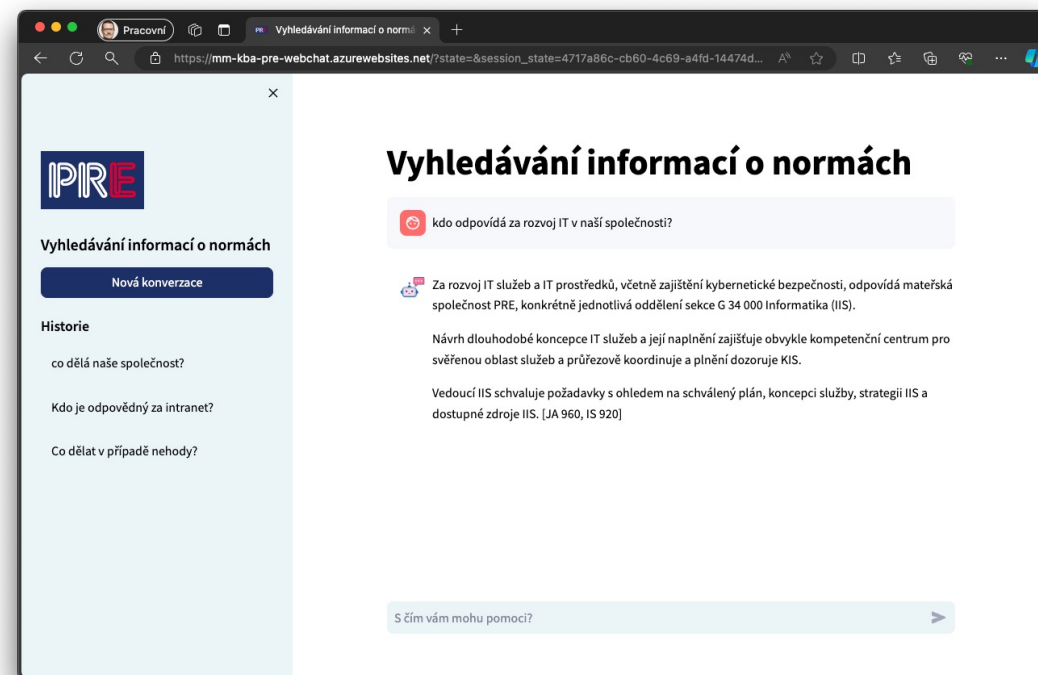 Pracovní
Vyhledávání informací o normá
https://mm-kba-pre-webchat.azurewebsites.net/?state=&session_state=4717a86c-cb60-4c69-a4fd-14474d...
PRE
Vyhledávání informací o normách
Nová konverzace
Historie
co dělá naše společnost?
Kdo je odpovědný za intranet?
Co dělat v případě nehody?
Vyhledávání informací o normách
kdo odpovídá za rozvoj IT v naší společnosti?
Za rozvoj IT služeb a IT prostředků, včetně zajištění kybernetické bezpečnosti, odpovídá mateřská
společnost PRE, konkrétně jednotlivá oddělení sekce G 34 000 Informatika (IIS).
Návrh dlouhodobé koncepce IT služeb a její naplnění zajišťuje obvykle kompetenční centrum pro
svěřenou oblast služeb a průřezově koordinuje a plnění dozoruje KIS.
Vedoucí IIS schvaluje požadavky s ohledem na schválený plán, koncepci služby, strategii IIS a
dostupné zdroje IIS. [JA 960, IS 920]
S čím vám mohu pomoci?